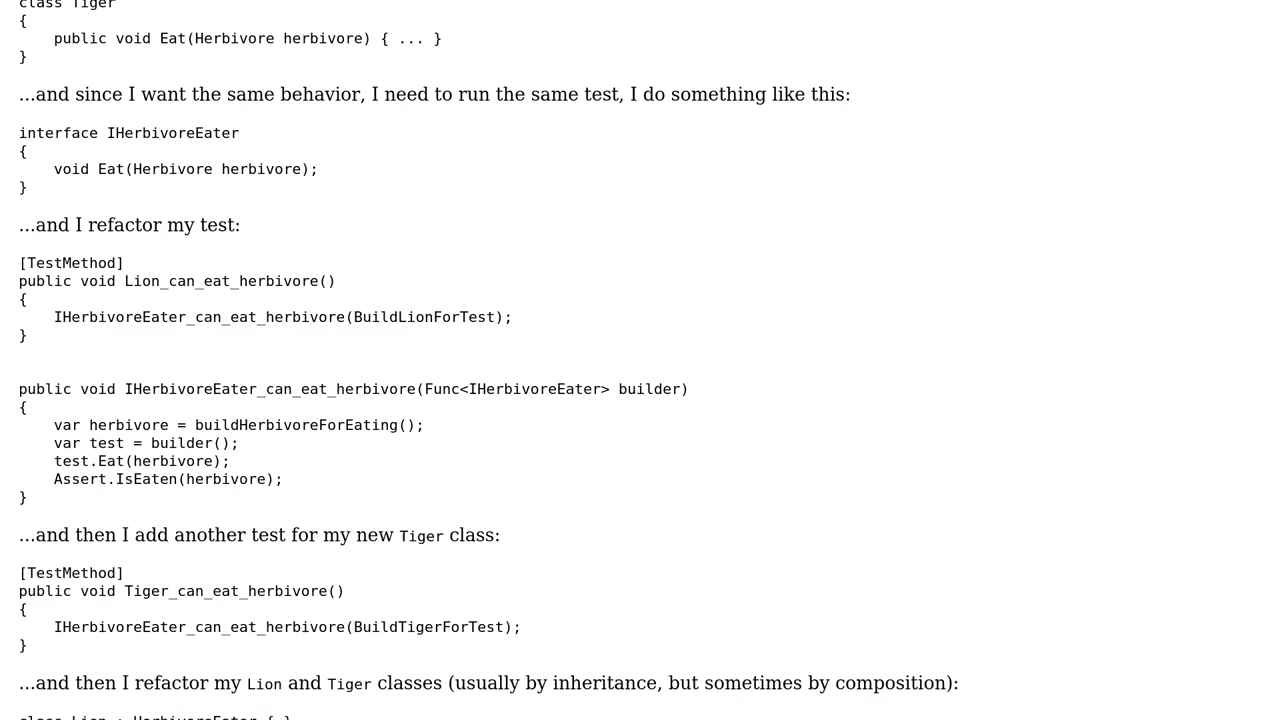 class Tiger
{
    public void Eat(Herbivore herbivore) { ... }
}
...and since I want the same behavior, I need to run the same test, I do something like this:
interface IHerbivoreEater
{
    void Eat(Herbivore herbivore);
}
...and I refactor my test:
[TestMethod]
public void Lion_can_eat_herbivore()
{
    IHerbivoreEater_can_eat_herbivore(BuildLionForTest);
}
public void IHerbivoreEater_can_eat_herbivore(Func<IHerbivoreEater> builder)
{
    var herbivore = buildHerbivoreForEating();
    var test = builder();
    test.Eat(herbivore);
    Assert.IsEaten(herbivore);
}
...and then I add another test for my new Tiger class:
[TestMethod]
public void Tiger_can_eat_herbivore()
{
    IHerbivoreEater_can_eat_herbivore(BuildTigerForTest);
}
...and then I refactor my Lion and Tiger classes (usually by inheritance, but sometimes by composition):
class Lion : HerbivoreEater { }